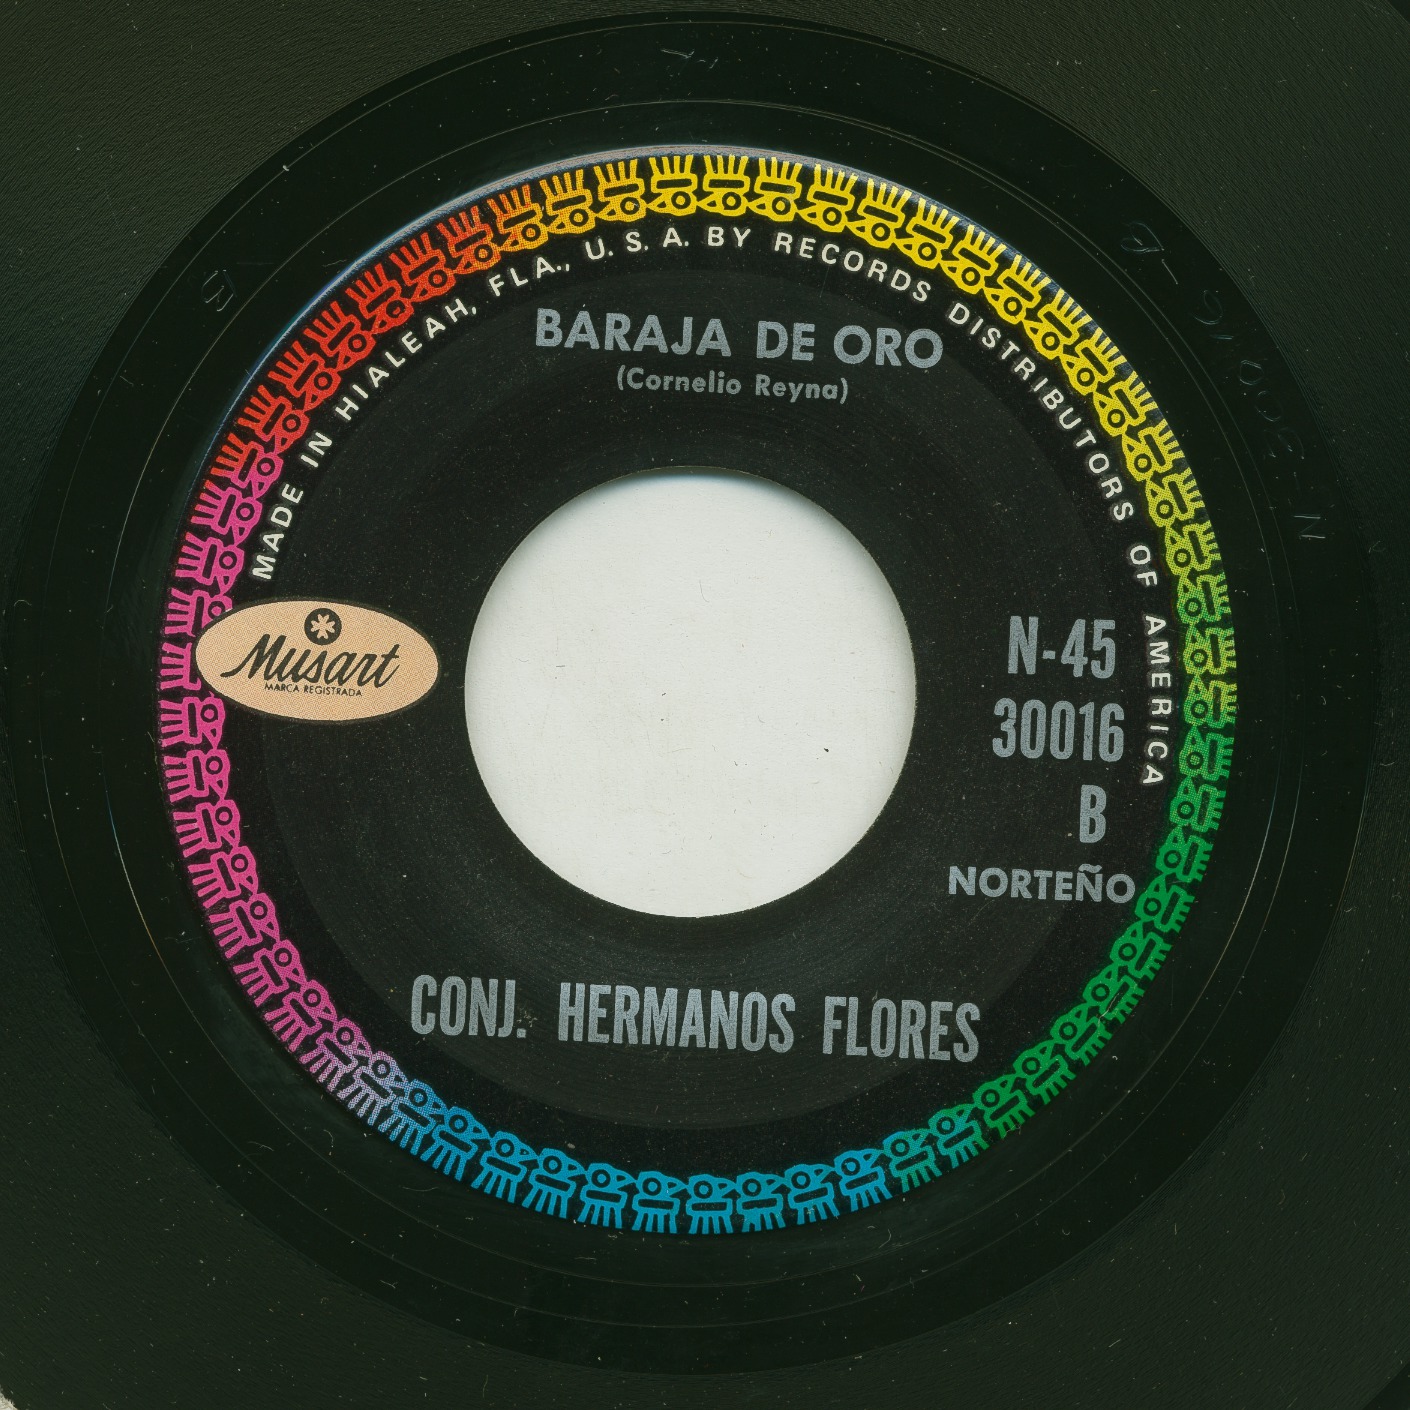 MADE IN HIALEAH, FLA., U.S.A. BY RECORDS DISTRIBUTORS OF AMERICA
BARAJA DE ORO
(Cornelio Reyna)
Musart
MARCA REGISTRADA
N-45
30016
B
NORTEÑO
CONJ. HERMANOS FLORES